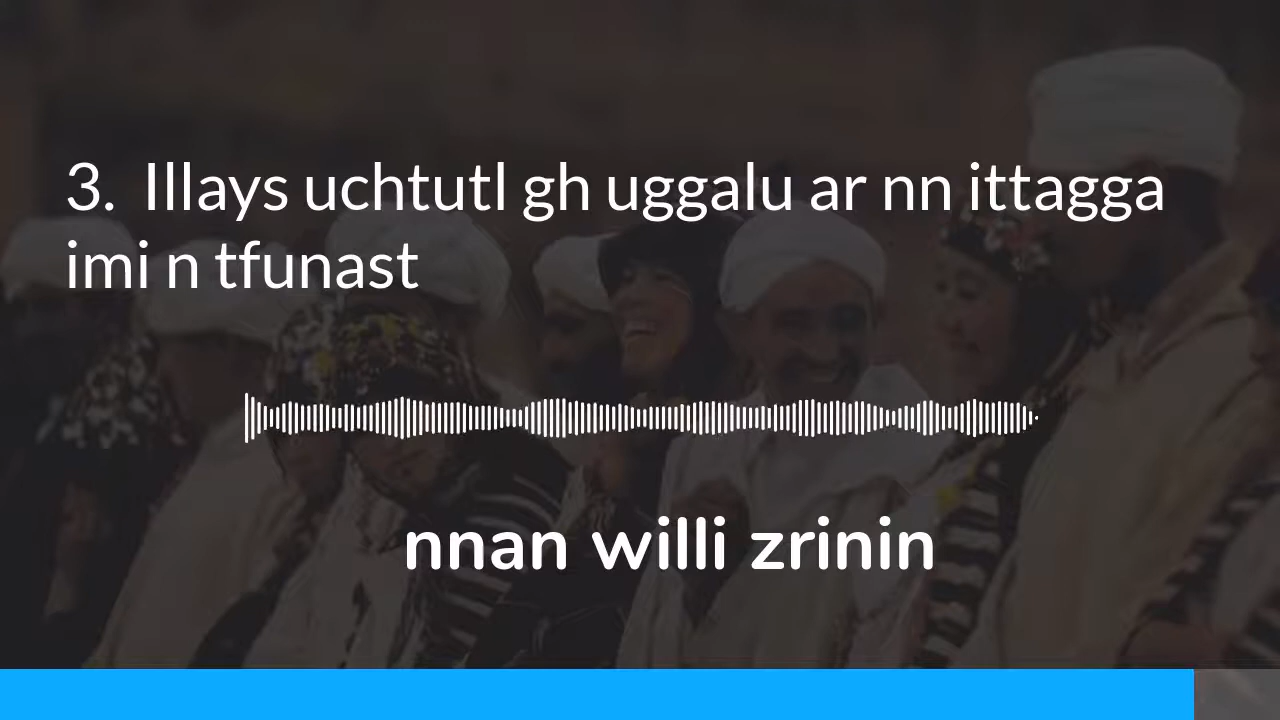 3. Illays uchtutl gh uggalu ar nn ittagga
imi n tfunast
nnan willi zrinin